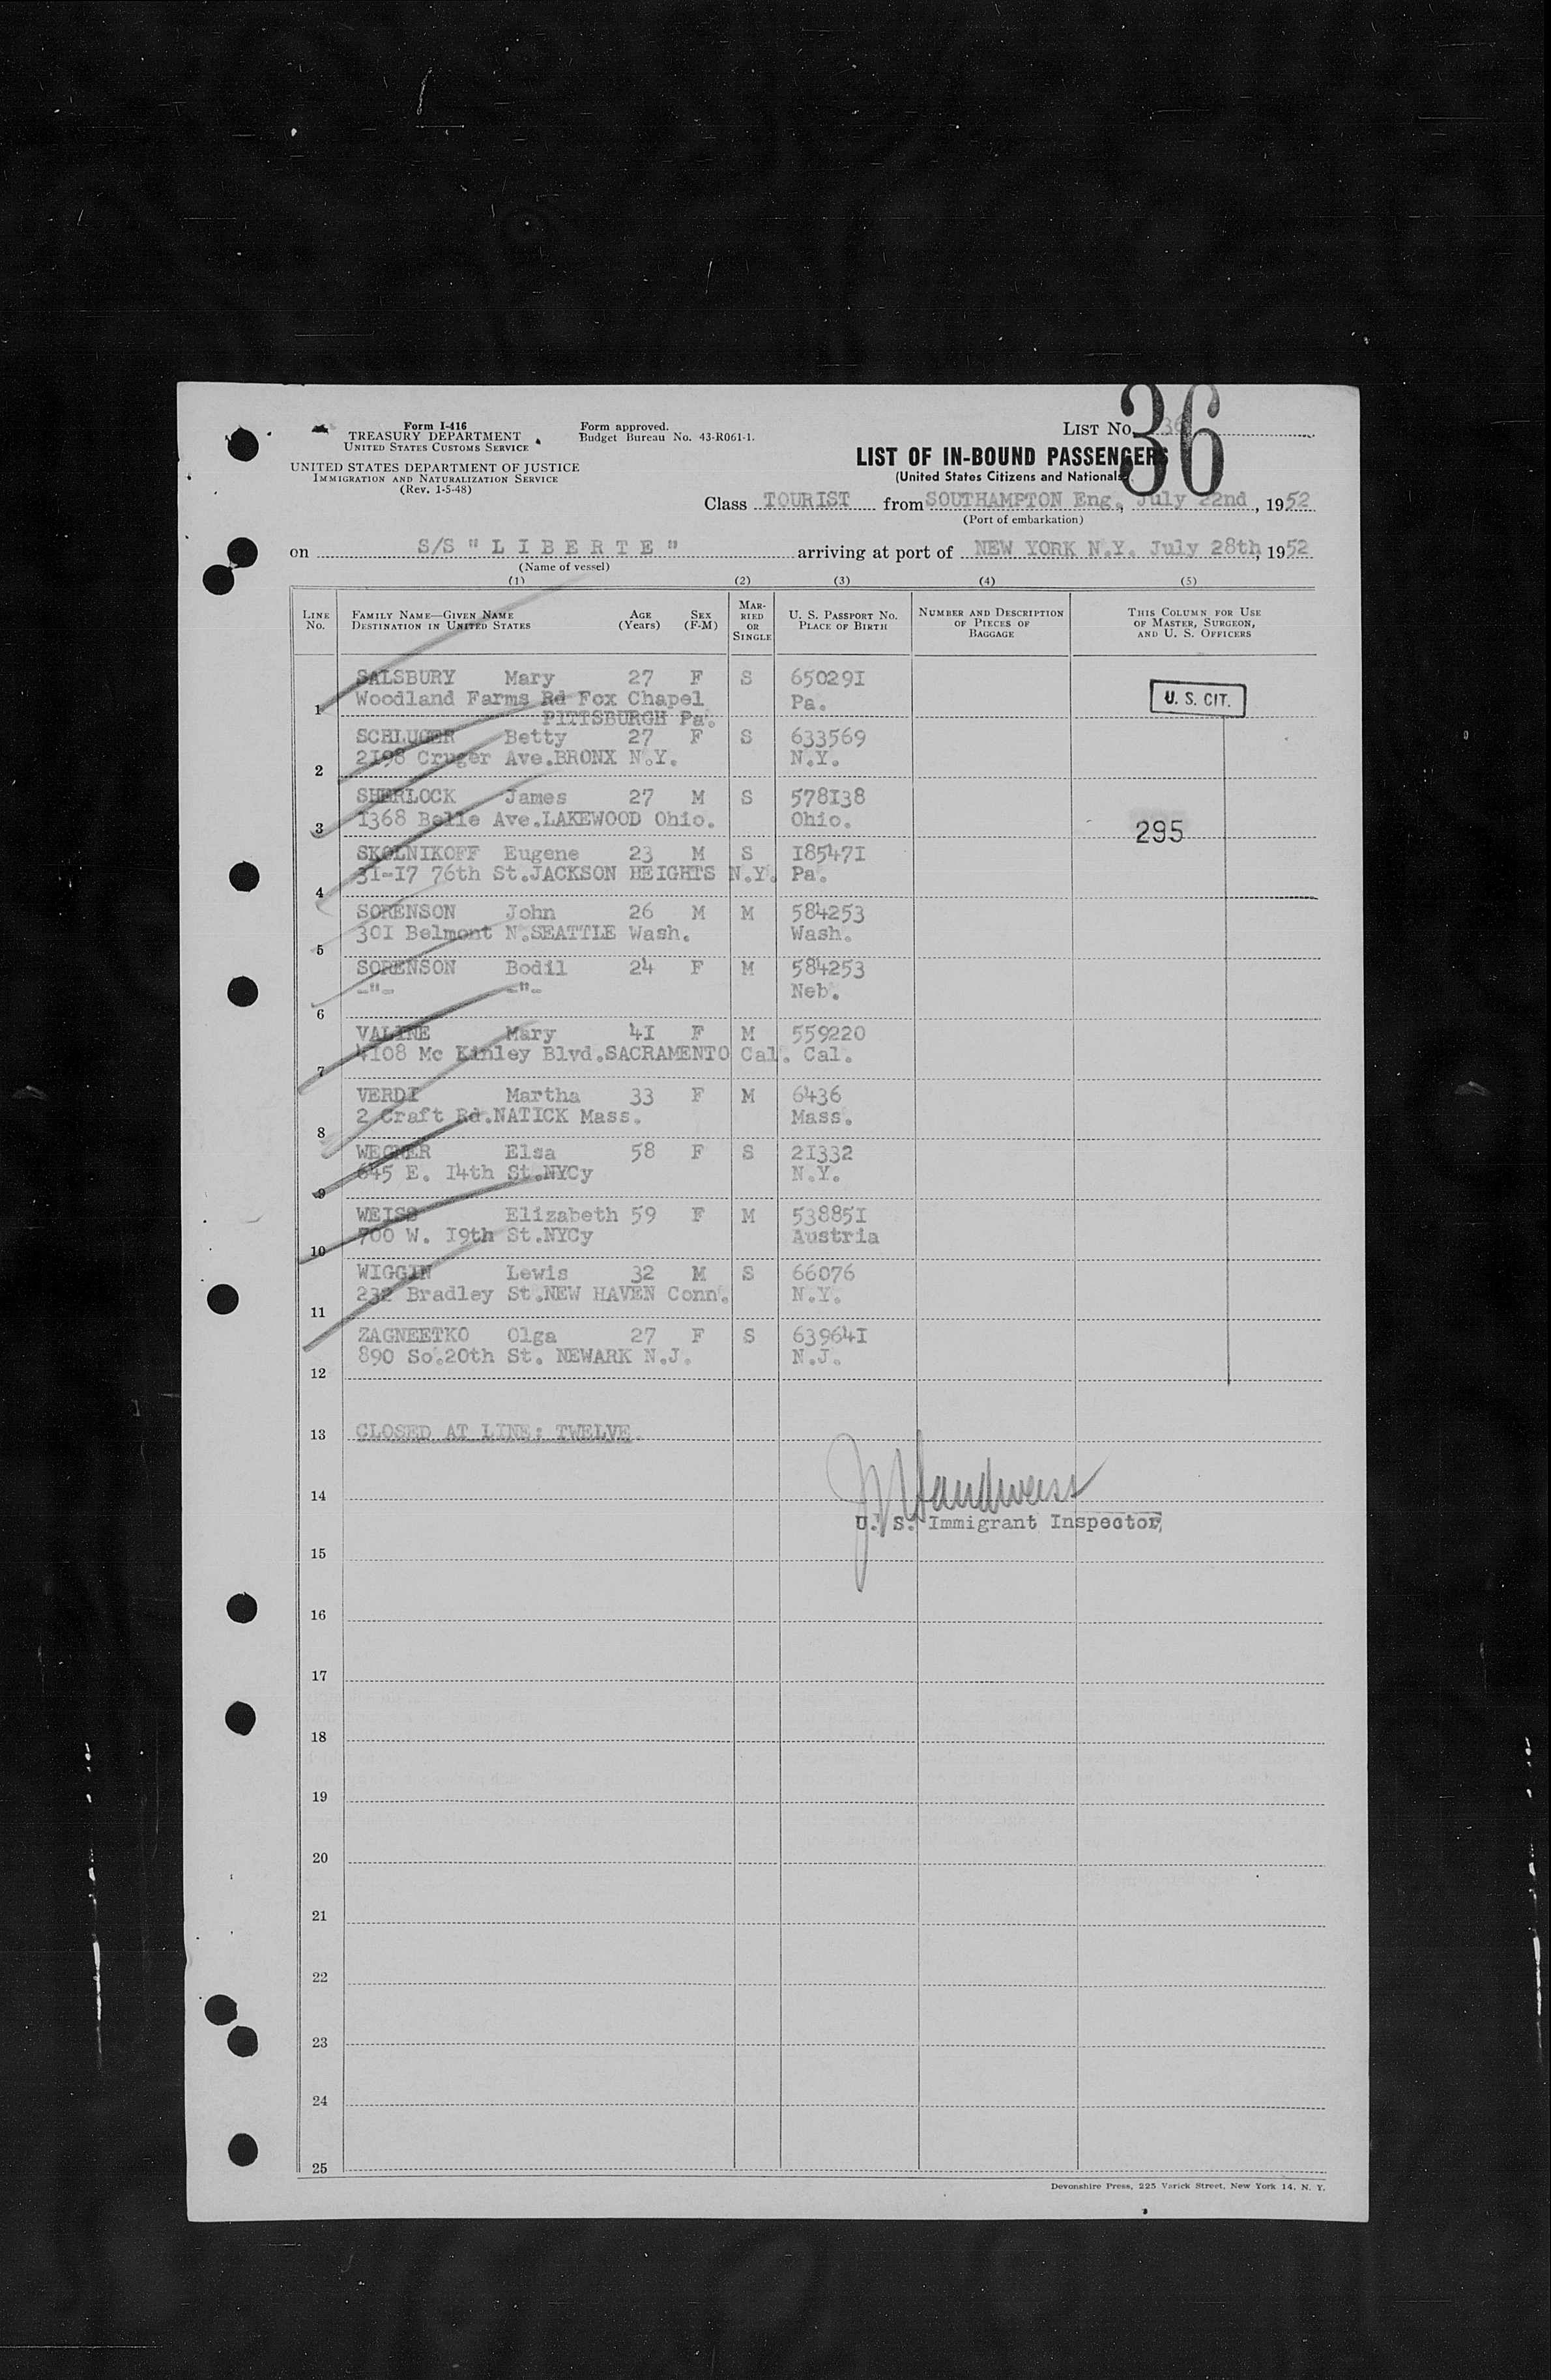 Form I-416
TREASURY DEPARTMENT
UNITED STATES CUSTOMS SERVICE
UNITED STATES DEPARTMENT OF JUSTICE
IMMIGRATION AND NATURALIZATION SERVICE
(Rev. 1-5-48)
Form approved.
Budget Bureau No. 43-R061-1.
LIST NO. 36
36
LIST OF IN-BOUND PASSENGERS
(United States Citizens and Nationals)
Class TOURIST from SOUTHAMPTON Eng., July 22nd, 1952
(Port of embarkation)
on S/S " L I B E R T E " arriving at port of NEW YORK N.Y. July 28th, 1952
(Name of vessel)
(1) (2) (3) (4) (5)
LINE NO.
FAMILY NAME—GIVEN NAME AGE SEX
DESTINATION IN UNITED STATES (Years) (F-M)
MAR-
RIED
OR
SINGLE
U. S. PASSPORT NO.
PLACE OF BIRTH
NUMBER AND DESCRIPTION
OF PIECES OF
BAGGAGE
THIS COLUMN FOR USE
OF MASTER, SURGEON,
AND U. S. OFFICERS
SALSBURY Mary 27 F S 650291
1 Woodland Farms Rd Fox Chapel Pa. U. S. CIT.
PITTSBURGH Pa.
SCHLUGER Betty 27 F S 633569
2 2198 Cruger Ave.BRONX N.Y. N.Y.
SHERLOCK James 27 M S 578138
3 1368 Belle Ave.LAKEWOOD Ohio. Ohio. 295
SKOLNIKOFF Eugene 23 M S 185471
4 31-17 76th St.JACKSON HEIGHTS N.Y. Pa.
SORENSON John 26 M M 584253
5 301 Belmont N.SEATTLE Wash. Wash.
SORENSON Bodil 24 F M 584253
6 -"- -"- Neb.
VALINE Mary 41 F M 559220
7 4108 Mc Kinley Blvd.SACRAMENTO Cal. Cal.
VERDI Martha 33 F M 6436
8 2 Craft Rd.NATICK Mass. Mass.
WEGNER Elsa 58 F S 21332
9 645 E. 14th St.NYCy N.Y.
WEISS Elizabeth 59 F M 538851
10 700 W. 19th St.NYCy Austria
WIGGIN Lewis 32 M S 66076
11 232 Bradley St.NEW HAVEN Conn. N.Y.
ZAGNEETKO Olga 27 F S 639641
12 890 So.20th St. NEWARK N.J. N.J.
13 CLOSED AT LINE: TWELVE
14
U. S. Immigrant Inspector
15
16
17
18
19
20
21
22
23
24
25
Devonshire Press, 225 Varick Street, New York 14, N. Y.